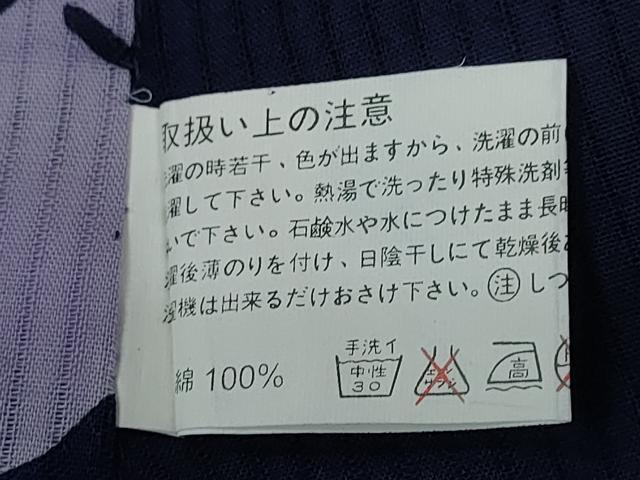 取扱い上の注意
濯の時若干、色が出ますから、洗濯の前
濯して下さい。熱湯で洗ったり特殊洗剤
いで下さい。石鹸水や水につけたまま長時
濯後薄のりを付け、日陰干しにて乾燥後
濯機は出来るだけおさけ下さい。注しつ
綿 100%
手洗イ
中性
30
高